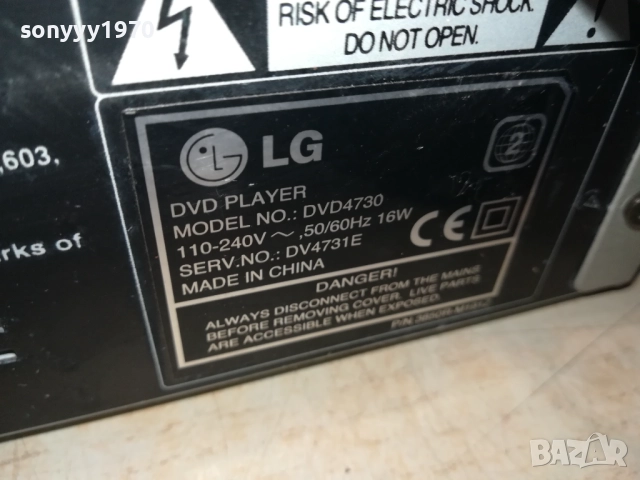 sonyyy1970
RISK OF ELECTRIC SHOCK
DO NOT OPEN.
,603,
rks of
LG
2
DVD PLAYER
MODEL NO.: DVD4730
110-240V ～ ,50/60Hz 16W
SERV.NO.: DV4731E
MADE IN CHINA
CE
DANGER!
ALWAYS DISCONNECT FROM THE MAINS
BEFORE REMOVING COVER. LIVE PARTS
ARE ACCESSIBLE WHEN EXPOSED.
P/N
BAZAR